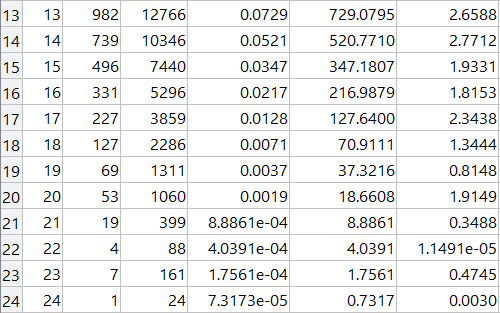 13 13 982 12766 0.0729 729.0795 2.6588
14 14 739 10346 0.0521 520.7710 2.7712
15 15 496 7440 0.0347 347.1807 1.9331
16 16 331 5296 0.0217 216.9879 1.8153
17 17 227 3859 0.0128 127.6400 2.3438
18 18 127 2286 0.0071 70.9111 1.3444
19 19 69 1311 0.0037 37.3216 0.8148
20 20 53 1060 0.0019 18.6608 1.9149
21 21 19 399 8.8861e-04 8.8861 0.3488
22 22 4 88 4.0391e-04 4.0391 1.1491e-05
23 23 7 161 1.7561e-04 1.7561 0.4745
24 24 1 24 7.3173e-05 0.7317 0.0030